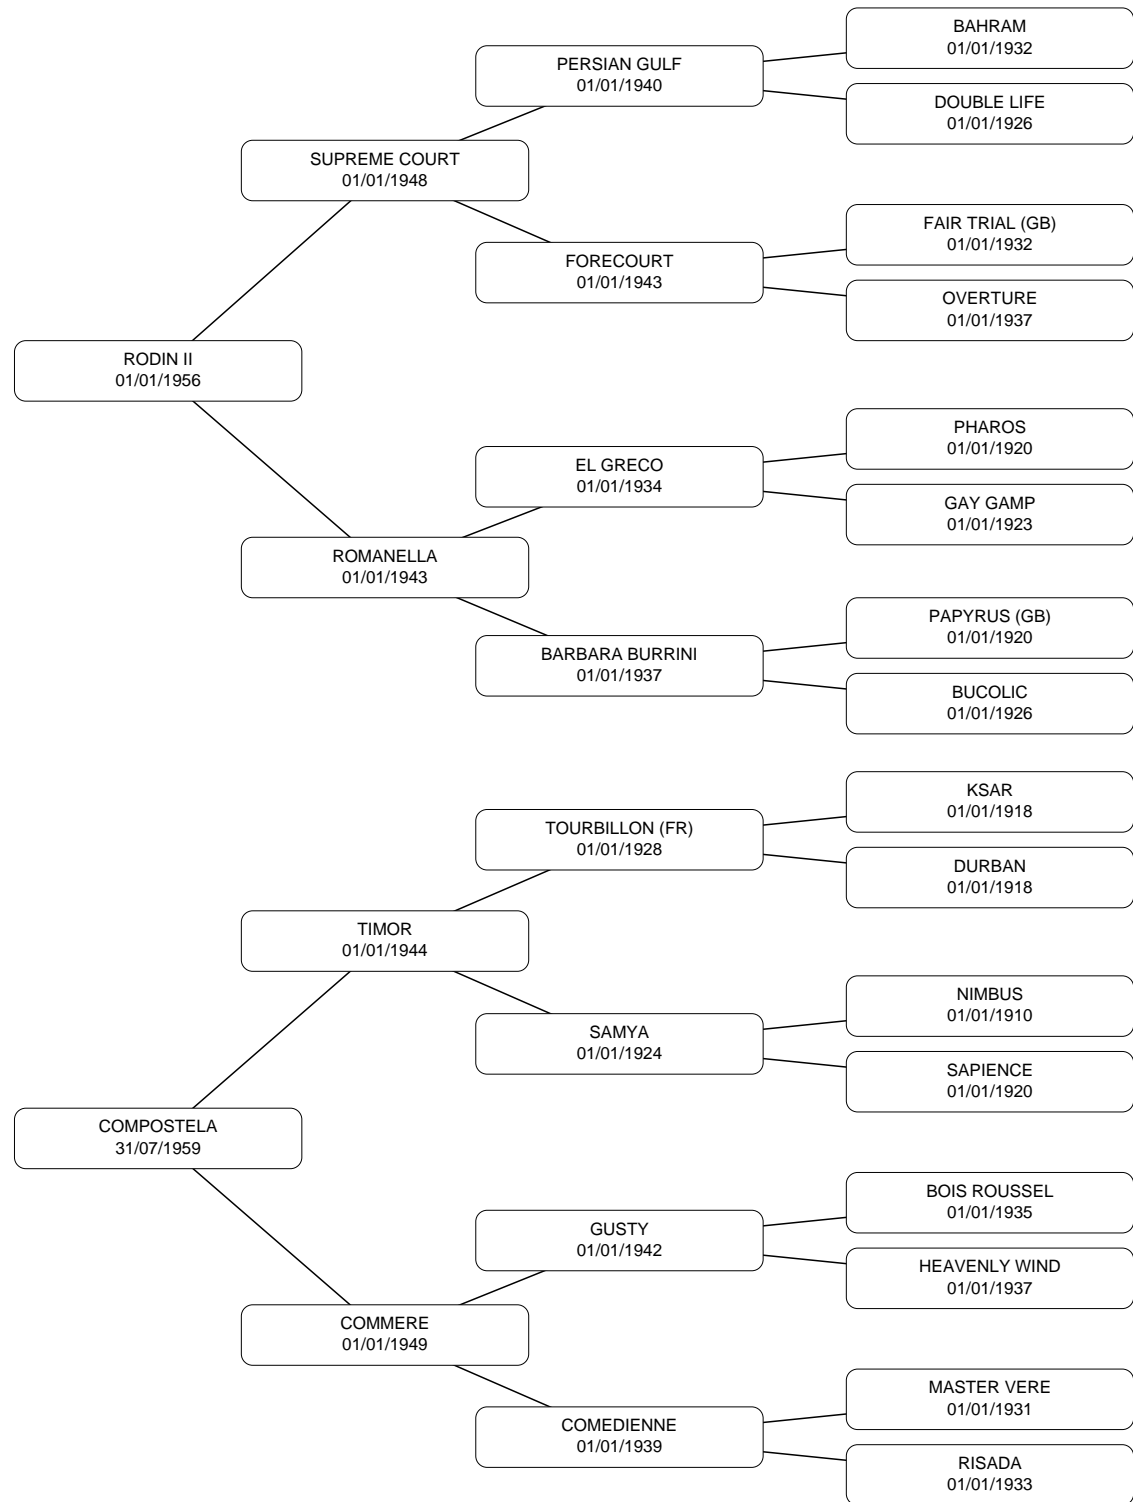 BAHRAM
01/01/1932
PERSIAN GULF
01/01/1940
DOUBLE LIFE
01/01/1926
SUPREME COURT
01/01/1948
FAIR TRIAL (GB)
01/01/1932
FORECOURT
01/01/1943
OVERTURE
01/01/1937
RODIN II
01/01/1956
PHAROS
01/01/1920
EL GRECO
01/01/1934
GAY GAMP
01/01/1923
ROMANELLA
01/01/1943
PAPYRUS (GB)
01/01/1920
BARBARA BURRINI
01/01/1937
BUCOLIC
01/01/1926
KSAR
01/01/1918
TOURBILLON (FR)
01/01/1928
DURBAN
01/01/1918
TIMOR
01/01/1944
NIMBUS
01/01/1910
SAMYA
01/01/1924
SAPIENCE
01/01/1920
COMPOSTELA
31/07/1959
BOIS ROUSSEL
01/01/1935
GUSTY
01/01/1942
HEAVENLY WIND
01/01/1937
COMMERE
01/01/1949
MASTER VERE
01/01/1931
COMEDIENNE
01/01/1939
RISADA
01/01/1933